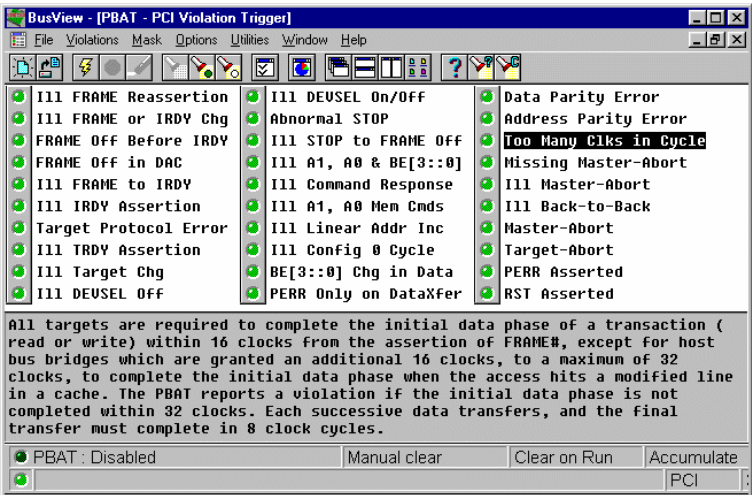 BusView - [PBAT - PCI Violation Trigger]
File Violations Mask Options Utilities Window Help
Ill FRAME Reassertion
Ill FRAME or IRDY Chg
FRAME Off Before IRDY
FRAME Off in DAC
Ill FRAME to IRDY
Ill IRDY Assertion
Target Protocol Error
Ill TRDY Assertion
Ill Target Chg
Ill DEVSEL Off
Ill DEVSEL On/Off
Abnormal STOP
Ill STOP to FRAME Off
Ill A1, A0 & BE[3::0]
Ill Command Response
Ill A1, A0 Mem Cmds
Ill Linear Addr Inc
Ill Config 0 Cycle
BE[3::0] Chg in Data
PERR Only on DataXfer
Data Parity Error
Address Parity Error
Too Many Clks in Cycle
Missing Master-Abort
Ill Master-Abort
Ill Back-to-Back
Master-Abort
Target-Abort
PERR Asserted
RST Asserted
All targets are required to complete the initial data phase of a transaction (
read or write) within 16 clocks from the assertion of FRAME#, except for host
bus bridges which are granted an additional 16 clocks, to a maximum of 32
clocks, to complete the initial data phase when the access hits a modified line
in a cache. The PBAT reports a violation if the initial data phase is not
completed within 32 clocks. Each successive data transfers, and the final
transfer must complete in 8 clock cycles.
PBAT : Disabled Manual clear Clear on Run Accumulate
PCI